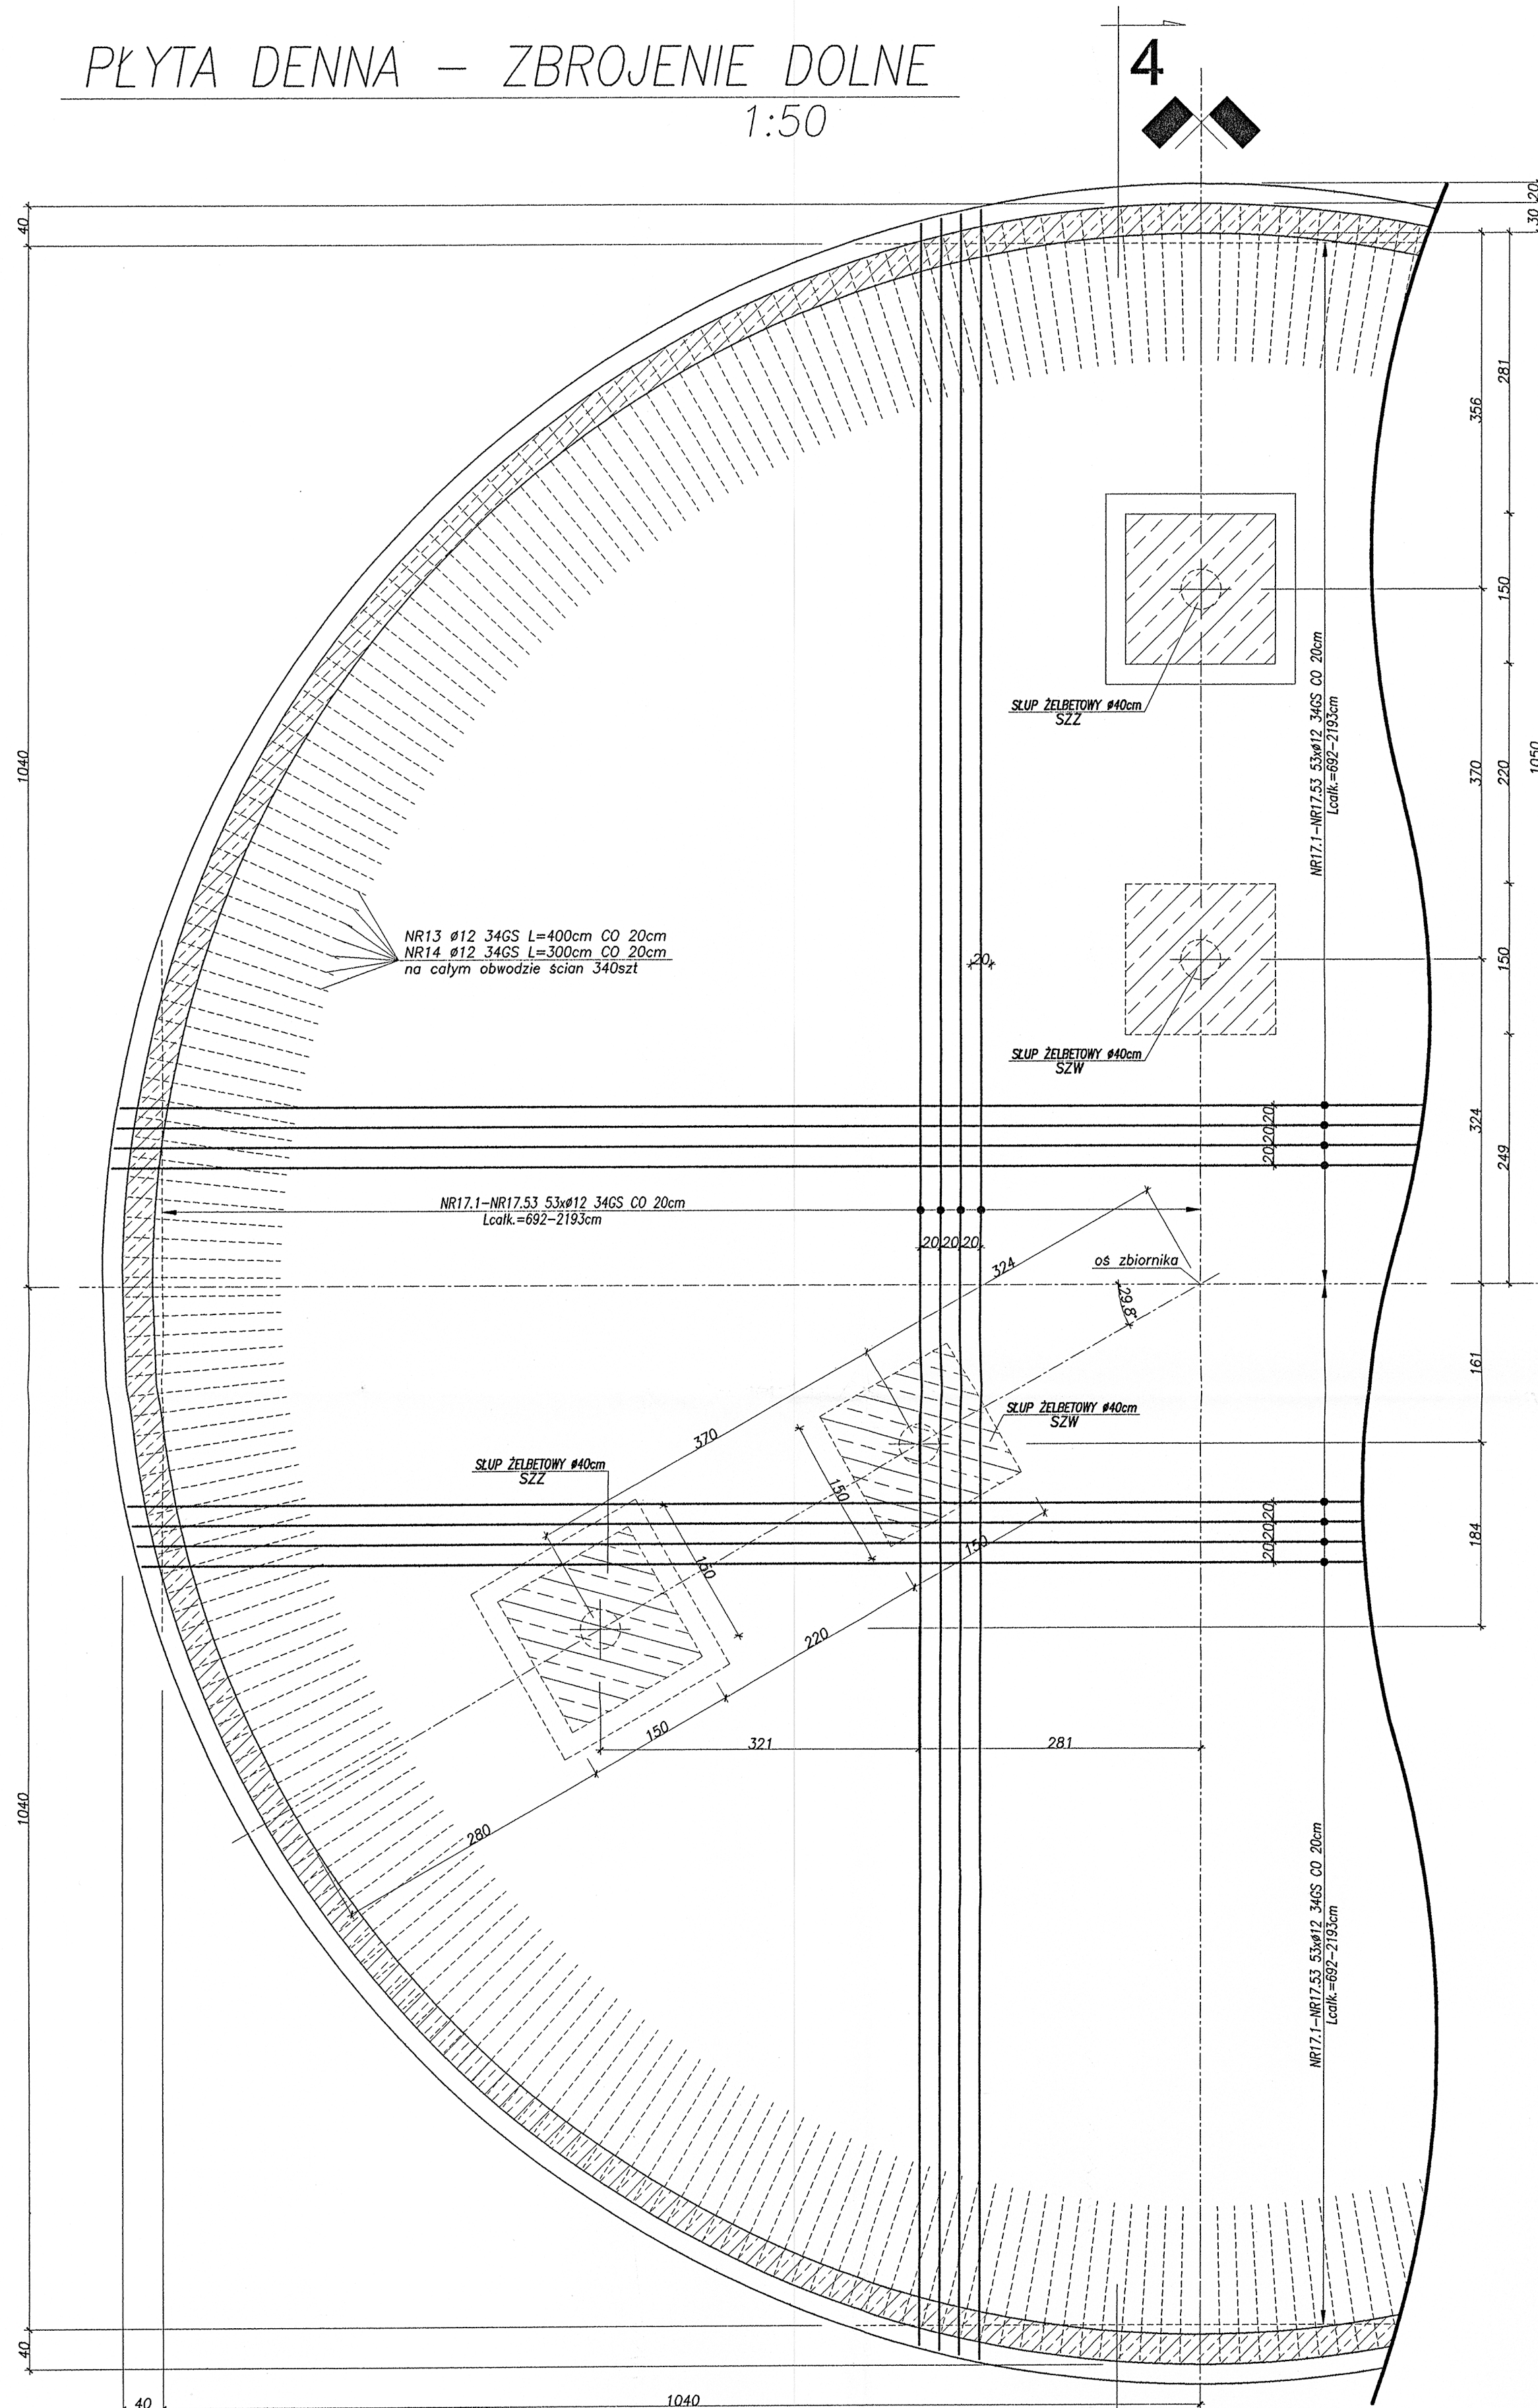 PŁYTA DENNA – ZBROJENIE DOLNE
1:50
4
40
20
30
281
356
150
SŁUP ŻELBETOWY ø40cm
SZZ
NR17.1–NR17.53 53xø12 34GS CO 20cm
Lcałk.=692–2193cm
1040
370
220
1050
NR13 ø12 34GS L=400cm CO 20cm
NR14 ø12 34GS L=300cm CO 20cm
na całym obwodzie ścian 340szt
20
150
SŁUP ŻELBETOWY ø40cm
SZW
20 20 20
324
249
NR17.1–NR17.53 53xø12 34GS CO 20cm
Lcałk.=692–2193cm
20 20 20
324
oś zbiornika
29.8°
161
SŁUP ŻELBETOWY ø40cm
SZW
370
SŁUP ŻELBETOWY ø40cm
SZZ
150
20 20 20
184
150
150
220
150
321
281
280
1040
NR17.1–NR17.53 53xø12 34GS CO 20cm
Lcałk.=692–2193cm
40
40
1040